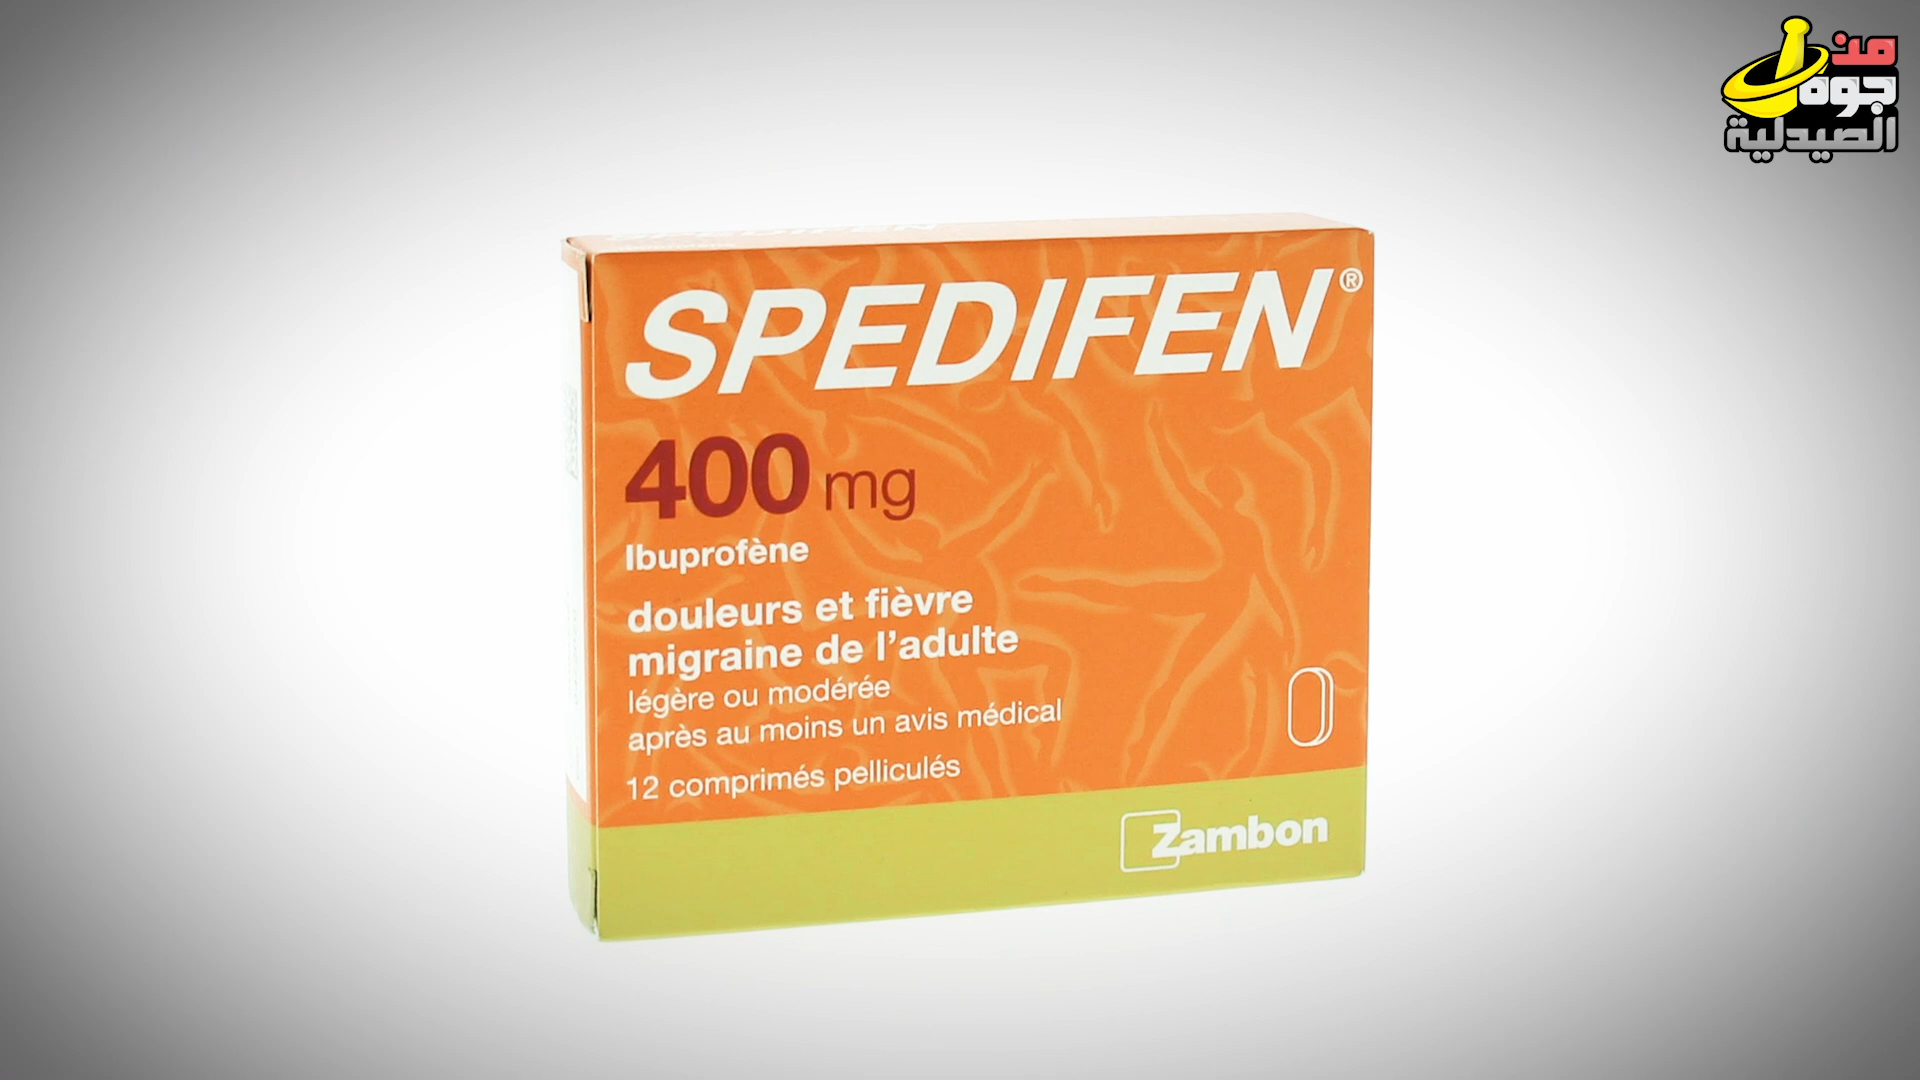 من
جوة
الصيدلية
SPEDIFEN®
400 mg
Ibuprofène
douleurs et fièvre
migraine de l'adulte
légère ou modérée
après au moins un avis médical
12 comprimés pelliculés
Zambon